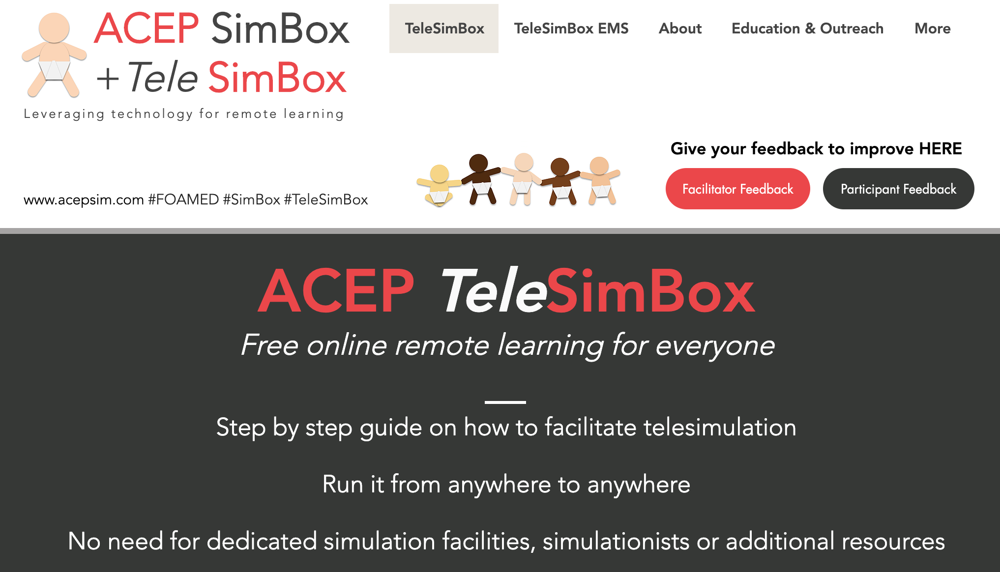 ACEP SimBox
+Tele SimBox
Leveraging technology for remote learning
TeleSimBox
TeleSimBox EMS
About
Education & Outreach
More
www.acepsim.com #FOAMED #SimBox #TeleSimBox
Give your feedback to improve HERE
Facilitator Feedback
Participant Feedback
ACEP TeleSimBox
Free online remote learning for everyone
Step by step guide on how to facilitate telesimulation
Run it from anywhere to anywhere
No need for dedicated simulation facilities, simulationists or additional resources